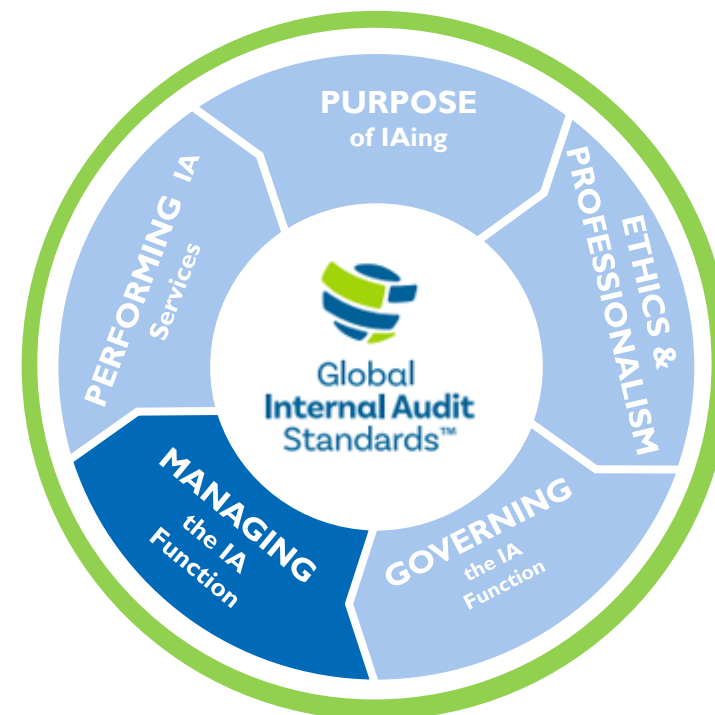 PURPOSE
of IAing
ETHICS &
PROFESSIONALISM
GOVERNING
the IA
Function
MANAGING
the IA
Function
PERFORMING IA
Services
Global
Internal Audit
Standards™